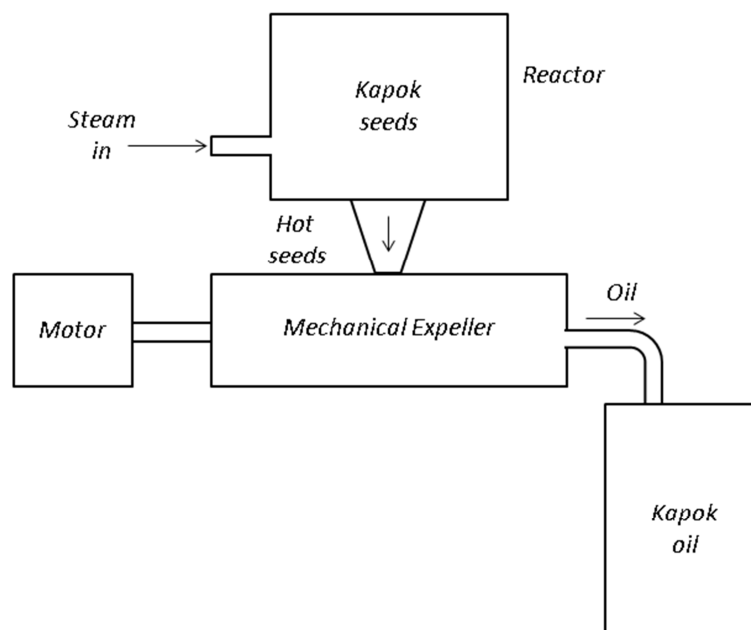 Kapok
seeds
Reactor
Steam
in
Hot
seeds
Motor
Mechanical Expeller
Oil
Kapok
oil